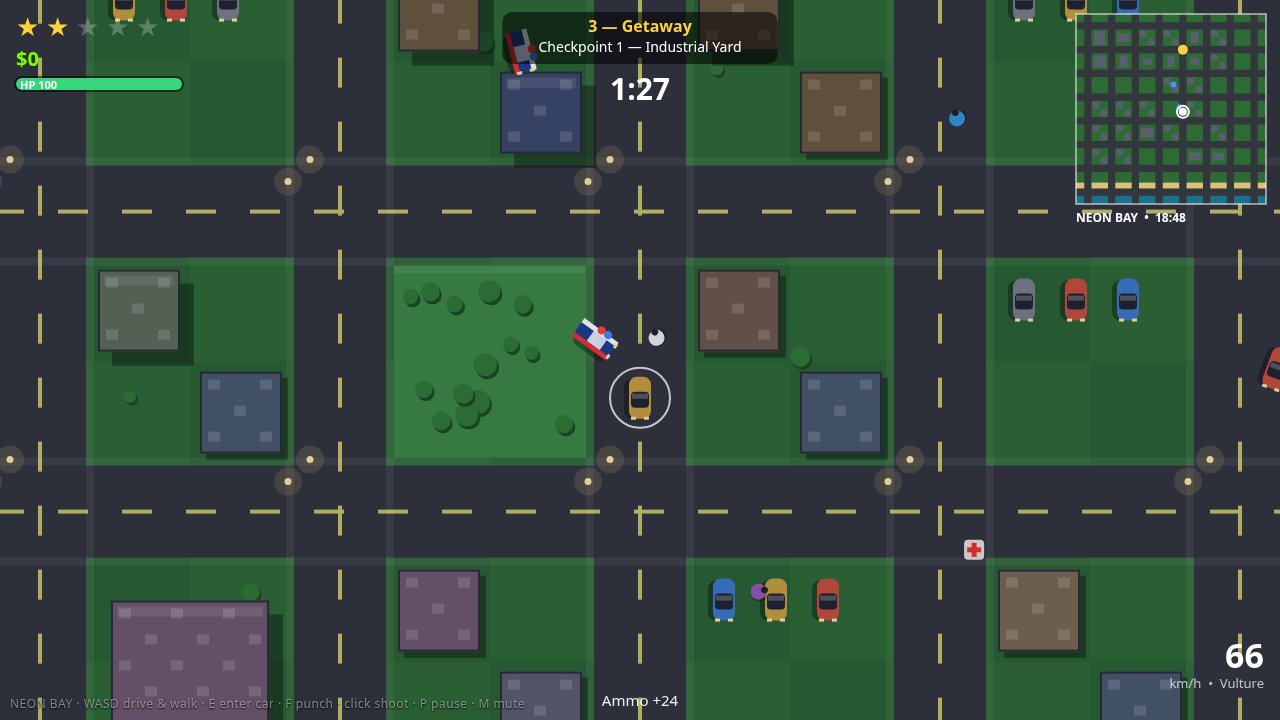 3 — Getaway
Checkpoint 1 — Industrial Yard
$0
HP 100
1:27
NEON BAY • 18:48
66
km/h • Vulture
Ammo +24
NEON BAY · WASD drive & walk · E enter car · F punch · click shoot · P pause · M mute